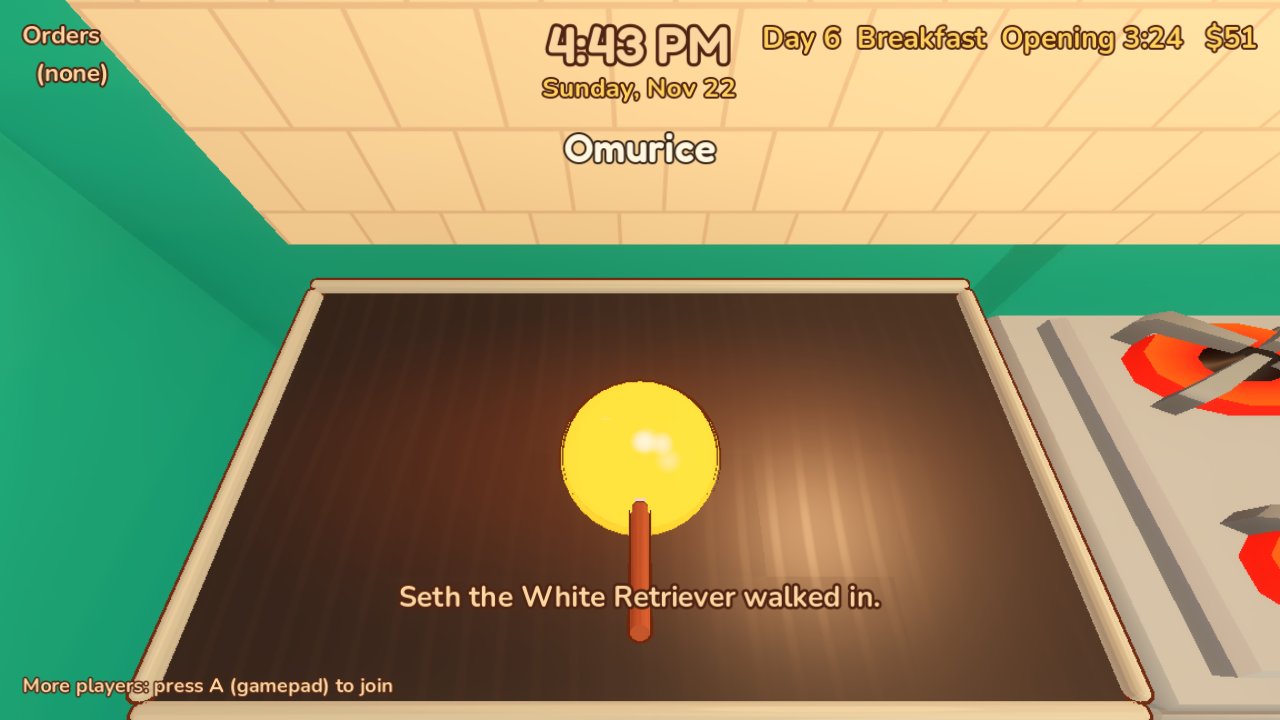 Orders
(none)
4:43 PM
Sunday, Nov 22
Day 6 Breakfast Opening 3:24 $51
Omurice
Seth the White Retriever walked in.
More players: press A (gamepad) to join